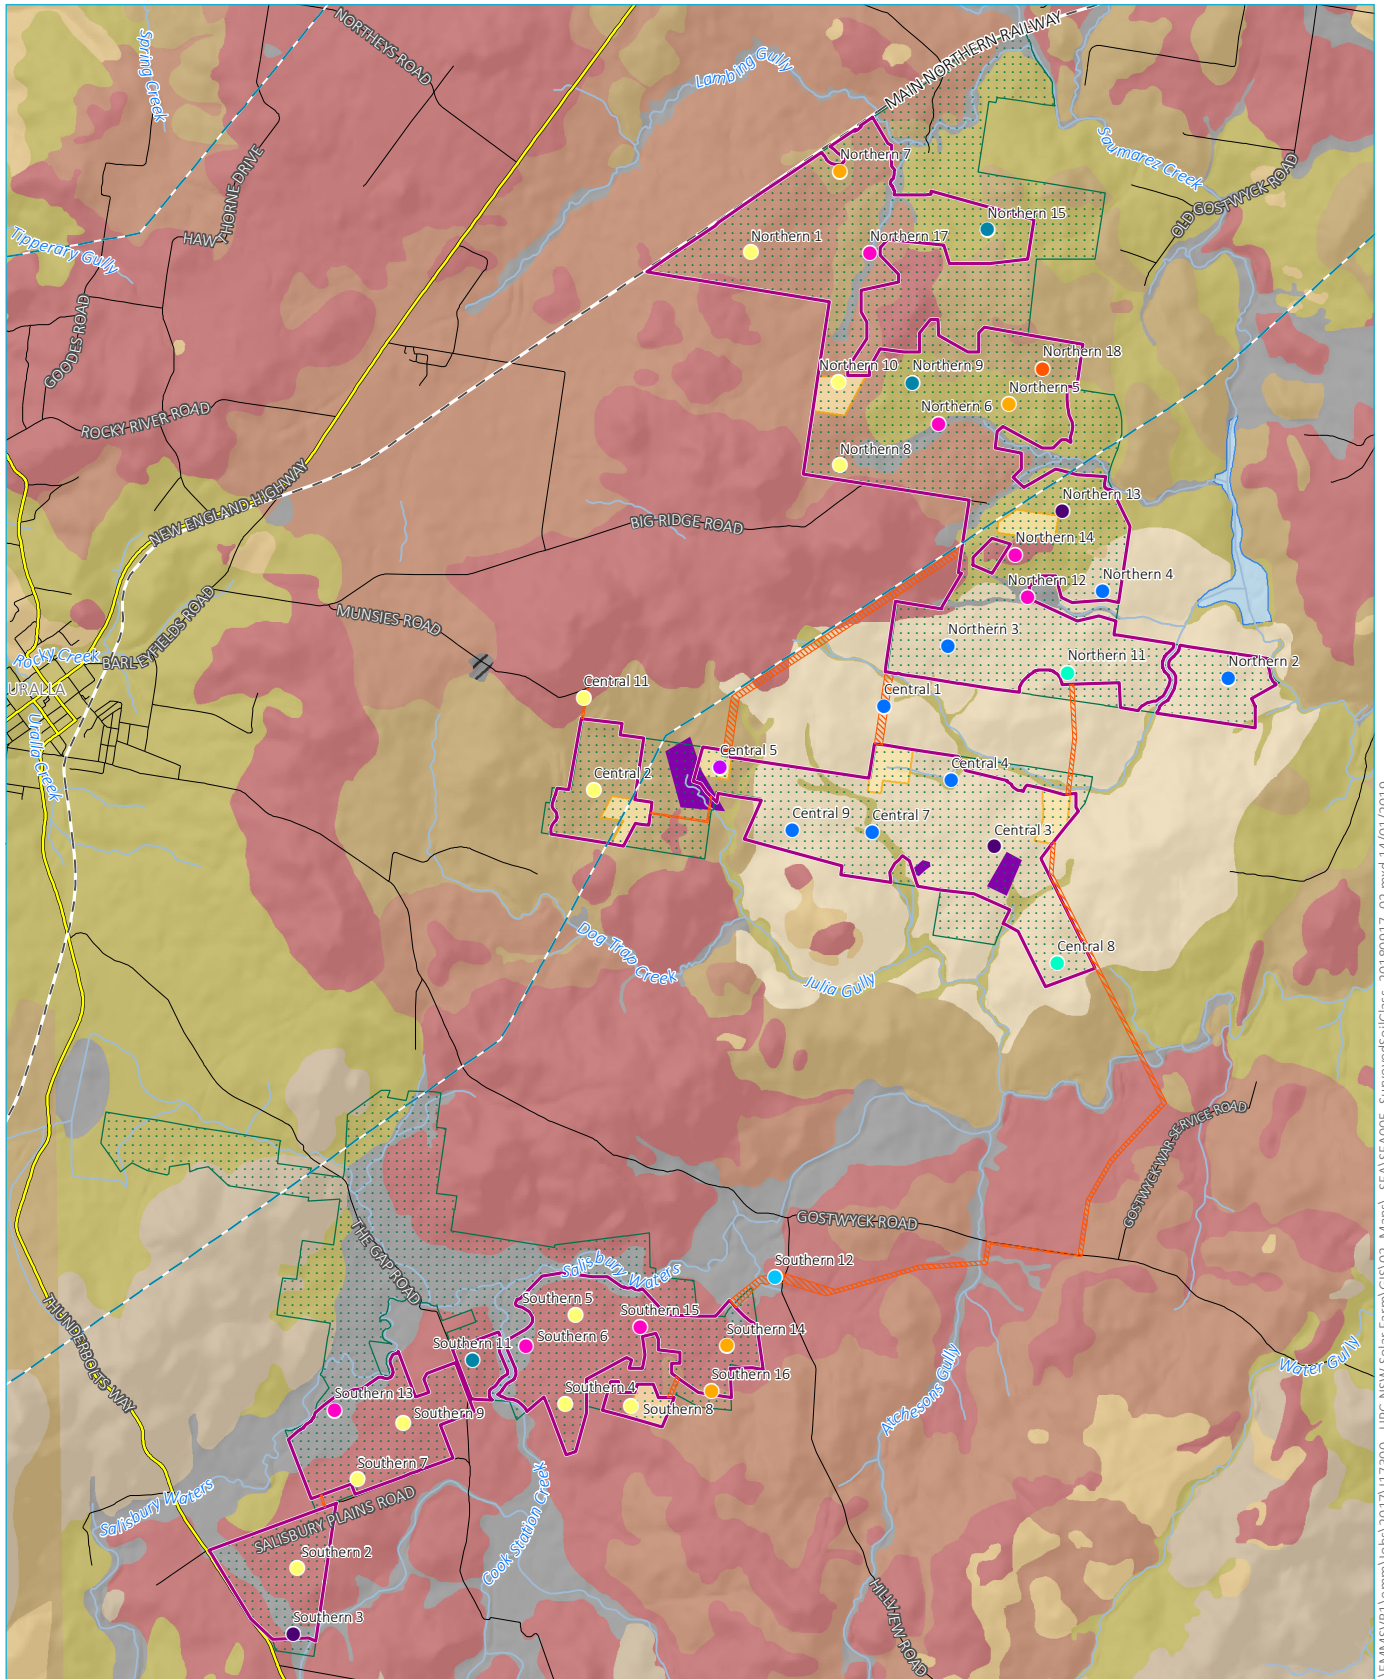 NORTHEYS ROAD
MAIN NORTHERN RAILWAY
Spring Creek
Lambing Gully
Saumarez Creek
Northern 7
HAWTHORNE DRIVE
OLD GOSTWYCK ROAD
Northern 15
Tipperary Gully
Northern 1
Northern 17
GOODES ROAD
Northern 18
Northern 10
Northern 9
Northern 5
Northern 6
ROCKY RIVER ROAD
Northern 8
NEW ENGLAND HIGHWAY
Northern 13
BIG RIDGE ROAD
Northern 14
Northern 12
Northern 4
MUNSIES ROAD
BARLEYFIELDS ROAD
Northern 3
Rocky Creek
Northern 11
Northern 2
URALLA
Central 11
Central 1
Uralla Creek
Central 5
Central 4
Central 2
Central 9
Central 7
Central 3
Dog Trap Creek
Central 8
Julia Gully
GOSTWYCK WAR SERVICE ROAD
THE GAP ROAD
GOSTWYCK ROAD
Salisbury Waters
Southern 12
Southern 5
Southern 15
THUNDERBOLTS WAY
Southern 11
Southern 6
Southern 14
Water Gully
Southern 16
Atchesons Gully
Southern 13
Southern 4
Southern 9
Southern 8
Southern 7
Salisbury Waters
SALISBURY PLAINS ROAD
Cook Station Creek
Southern 2
HILLVIEW ROAD
Southern 3